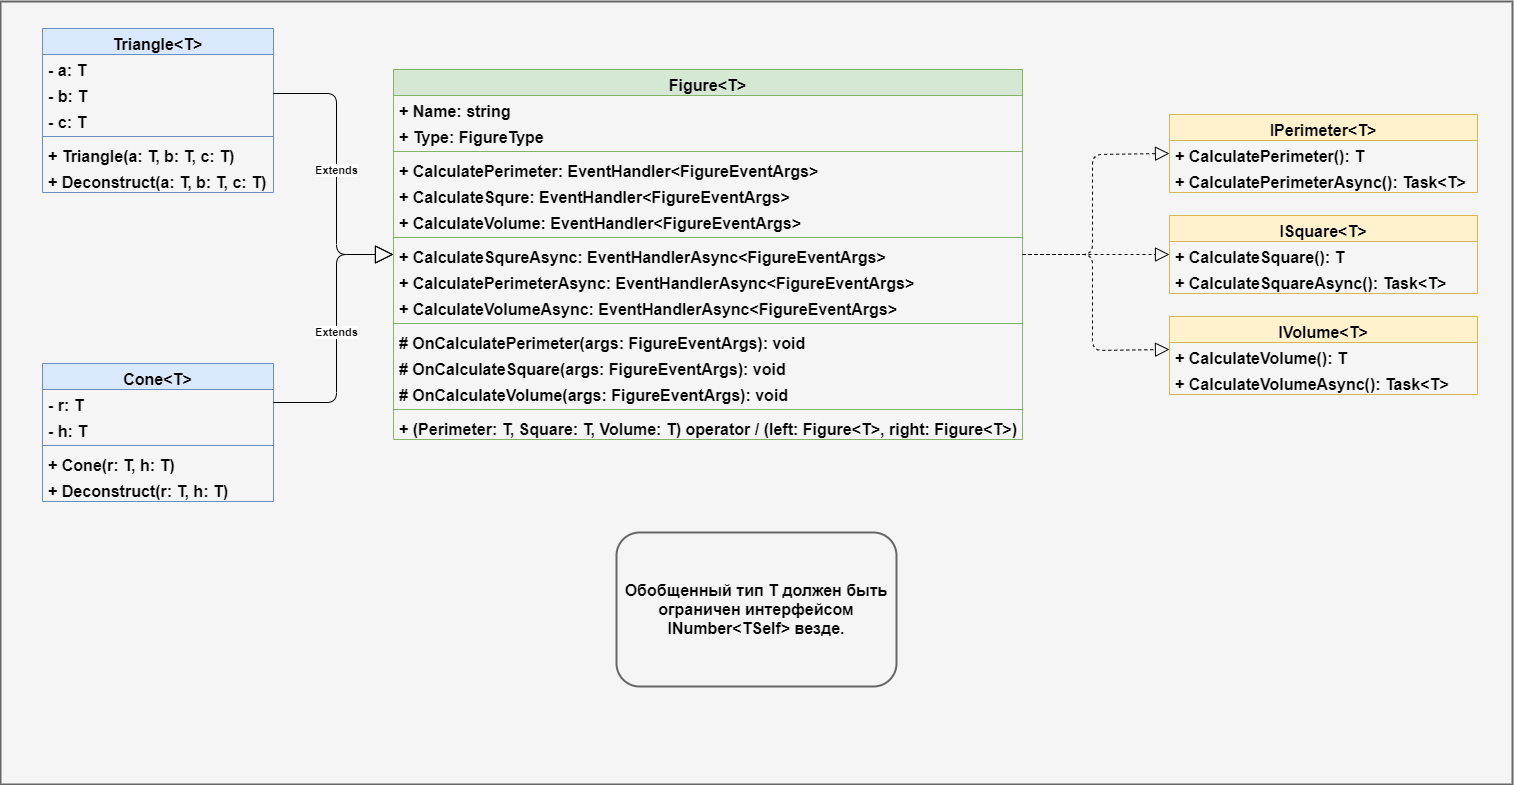 Triangle<T>
- a: T
- b: T
- c: T
+ Triangle(a: T, b: T, c: T)
+ Deconstruct(a: T, b: T, c: T)
Extends
Extends
Cone<T>
- r: T
- h: T
+ Cone(r: T, h: T)
+ Deconstruct(r: T, h: T)
Figure<T>
+ Name: string
+ Type: FigureType
+ CalculatePerimeter: EventHandler<FigureEventArgs>
+ CalculateSqure: EventHandler<FigureEventArgs>
+ CalculateVolume: EventHandler<FigureEventArgs>
+ CalculateSqureAsync: EventHandlerAsync<FigureEventArgs>
+ CalculatePerimeterAsync: EventHandlerAsync<FigureEventArgs>
+ CalculateVolumeAsync: EventHandlerAsync<FigureEventArgs>
# OnCalculatePerimeter(args: FigureEventArgs): void
# OnCalculateSquare(args: FigureEventArgs): void
# OnCalculateVolume(args: FigureEventArgs): void
+ (Perimeter: T, Square: T, Volume: T) operator / (left: Figure<T>, right: Figure<T>)
IPerimeter<T>
+ CalculatePerimeter(): T
+ CalculatePerimeterAsync(): Task<T>
ISquare<T>
+ CalculateSquare(): T
+ CalculateSquareAsync(): Task<T>
IVolume<T>
+ CalculateVolume(): T
+ CalculateVolumeAsync(): Task<T>
Обобщенный тип T должен быть
ограничен интерфейсом
INumber<TSelf> везде.